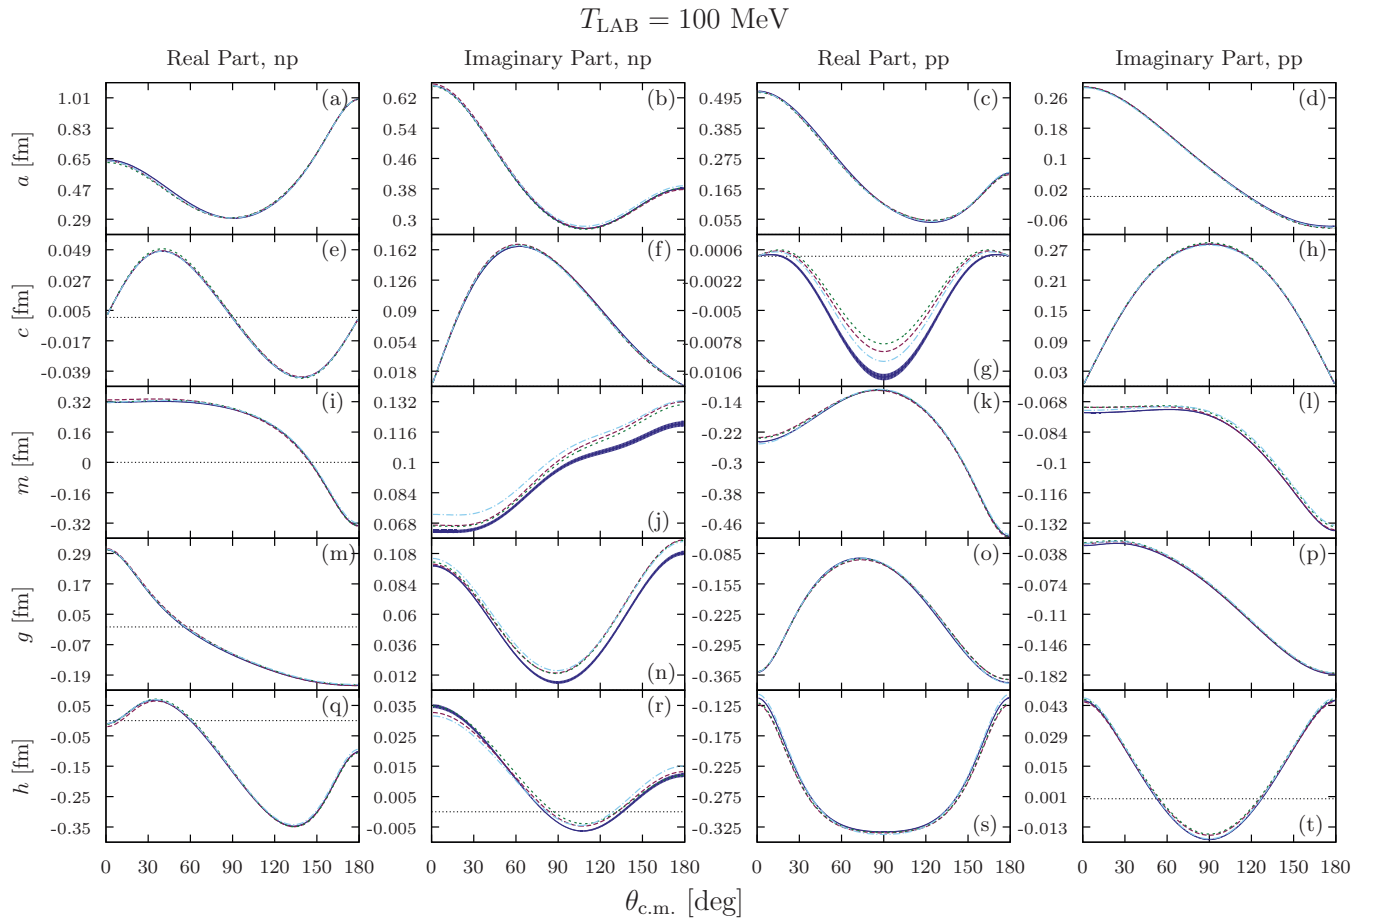 T_LAB = 100 MeV
Real Part, np Imaginary Part, np Real Part, pp Imaginary Part, pp
a [fm]
1.01 0.83 0.65 0.47 0.29 (a)
0.62 0.54 0.46 0.38 0.3 (b)
0.495 0.385 0.275 0.165 0.055 (c)
0.26 0.18 0.1 0.02 -0.06 (d)
c [fm]
0.049 0.027 0.005 -0.017 -0.039 (e)
0.162 0.126 0.09 0.054 0.018 (f)
0.0006 -0.0022 -0.005 -0.0078 -0.0106 (g)
0.27 0.21 0.15 0.09 0.03 (h)
m [fm]
0.32 0.16 0 -0.16 -0.32 (i)
0.132 0.116 0.1 0.084 0.068 (j)
-0.14 -0.22 -0.3 -0.38 -0.46 (k)
-0.068 -0.084 -0.1 -0.116 -0.132 (l)
g [fm]
0.29 0.17 0.05 -0.07 -0.19 (m)
0.108 0.084 0.06 0.036 0.012 (n)
-0.085 -0.155 -0.225 -0.295 -0.365 (o)
-0.038 -0.074 -0.11 -0.146 -0.182 (p)
h [fm]
0.05 -0.05 -0.15 -0.25 -0.35 (q)
0.035 0.025 0.015 0.005 -0.005 (r)
-0.125 -0.175 -0.225 -0.275 -0.325 (s)
0.043 0.029 0.015 0.001 -0.013 (t)
0 30 60 90 120 150 180 0 30 60 90 120 150 180 0 30 60 90 120 150 180 0 30 60 90 120 150 180
θ_c.m. [deg]